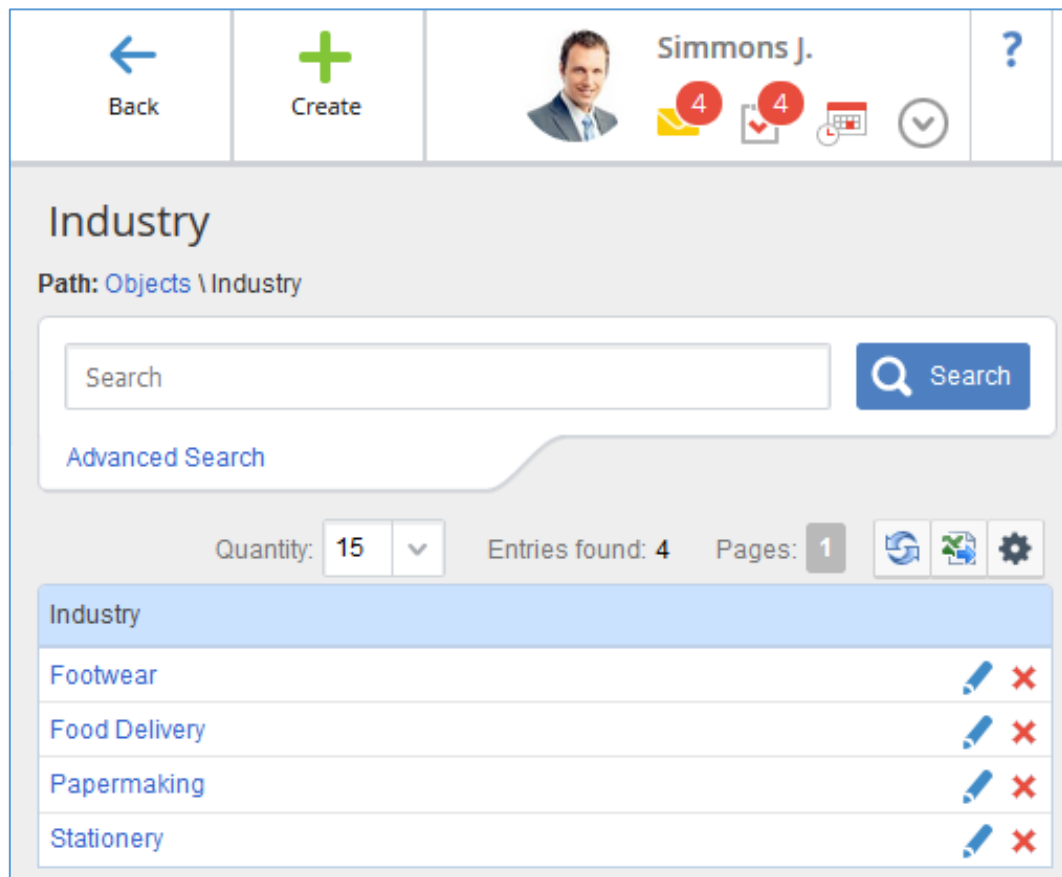 Back
Create
Simmons J.
4
4
?
Industry
Path: Objects \ Industry
Search
Search
Advanced Search
Quantity: 15 Entries found: 4 Pages: 1
Industry
Footwear
Food Delivery
Papermaking
Stationery